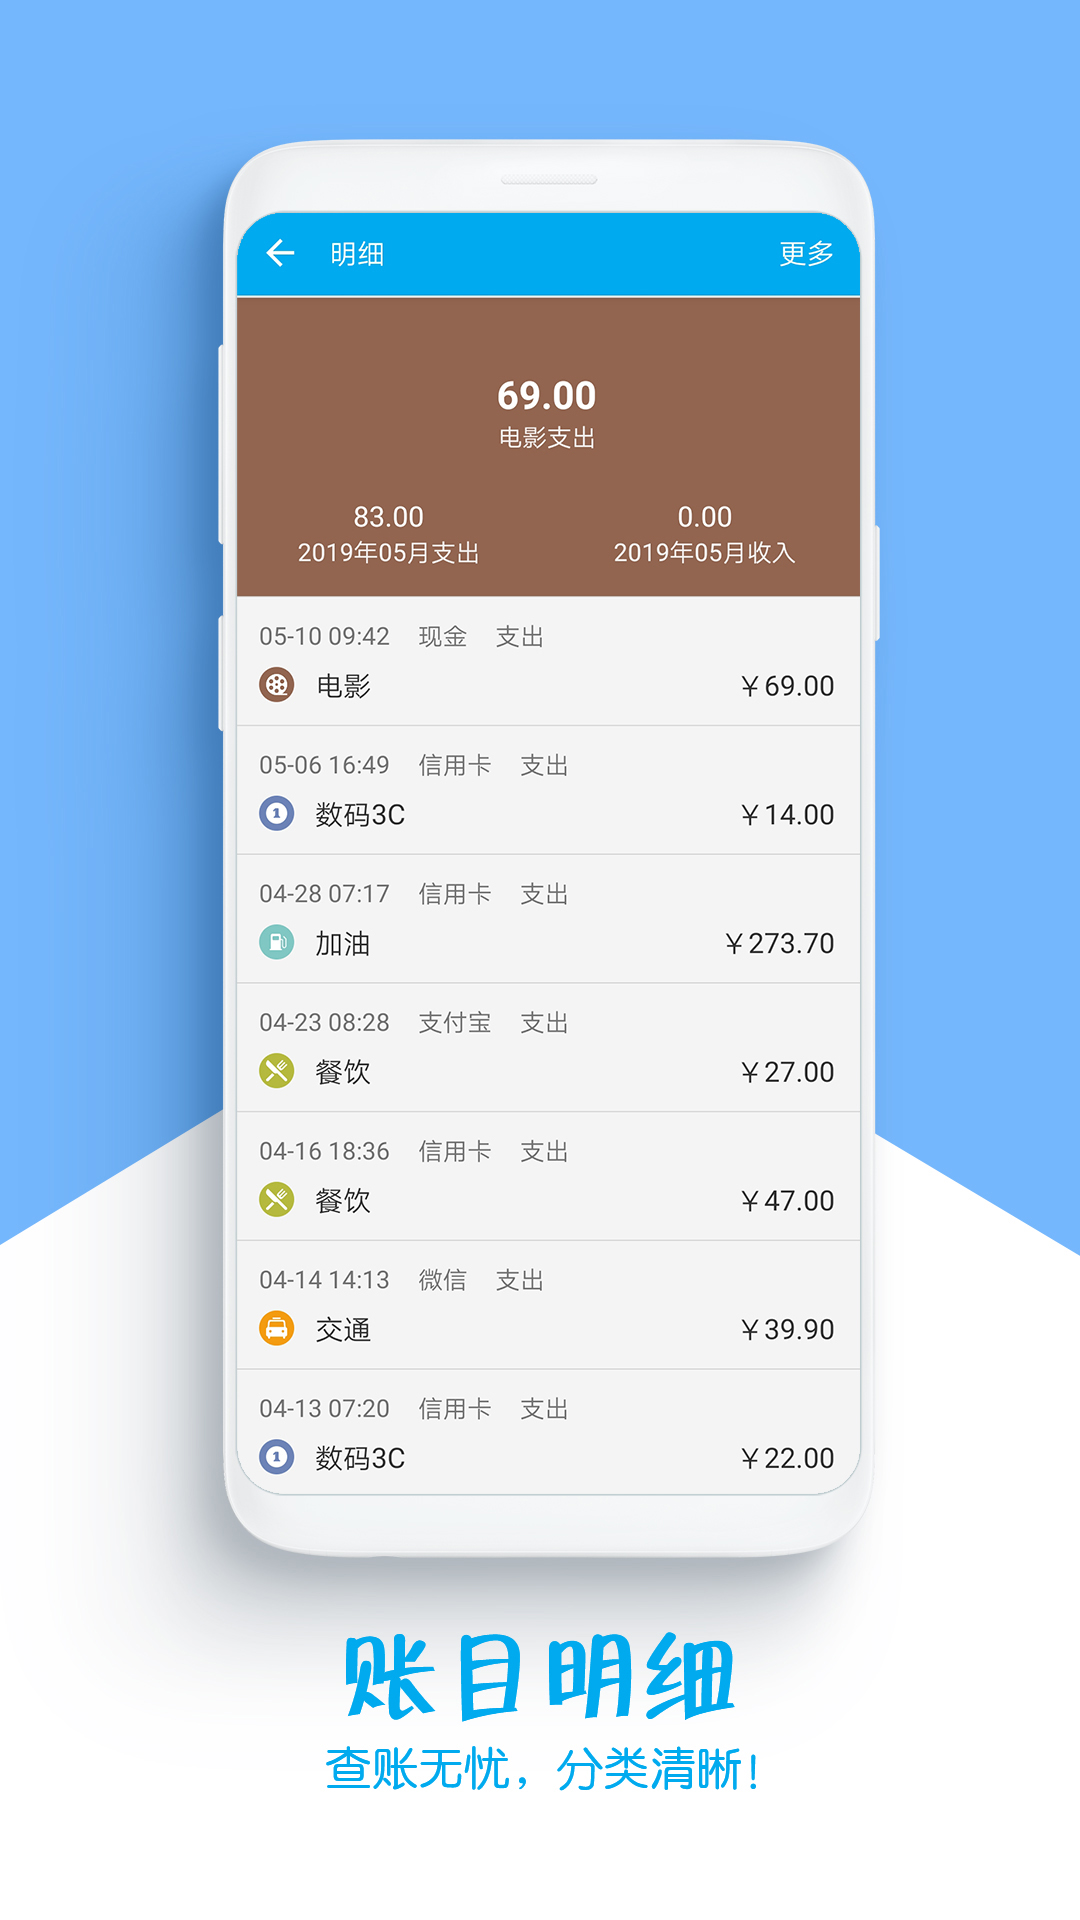 明细 更多
69.00
电影支出
83.00 0.00
2019年05月支出 2019年05月收入
05-10 09:42 现金 支出
电影 ￥69.00
05-06 16:49 信用卡 支出
1 数码3C ￥14.00
04-28 07:17 信用卡 支出
加油 ￥273.70
04-23 08:28 支付宝 支出
餐饮 ￥27.00
04-16 18:36 信用卡 支出
餐饮 ￥47.00
04-14 14:13 微信 支出
交通 ￥39.90
04-13 07:20 信用卡 支出
1 数码3C ￥22.00
账目明细
查账无忧，分类清晰！